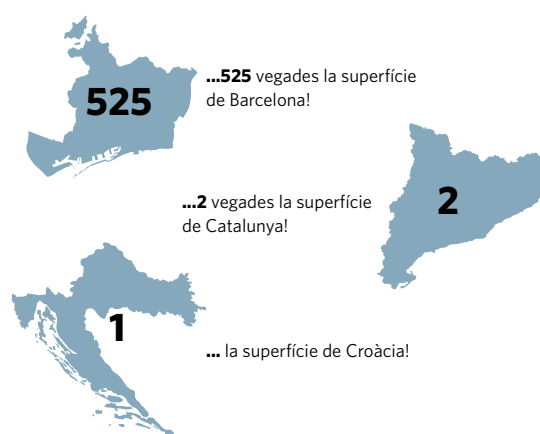 525
...525 vegades la superfície
de Barcelona!
...2 vegades la superfície
de Catalunya!
2
1
... la superfície de Croàcia!